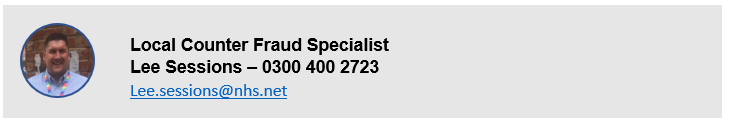 Local Counter Fraud Specialist
Lee Sessions – 0300 400 2723
Lee.sessions@nhs.net